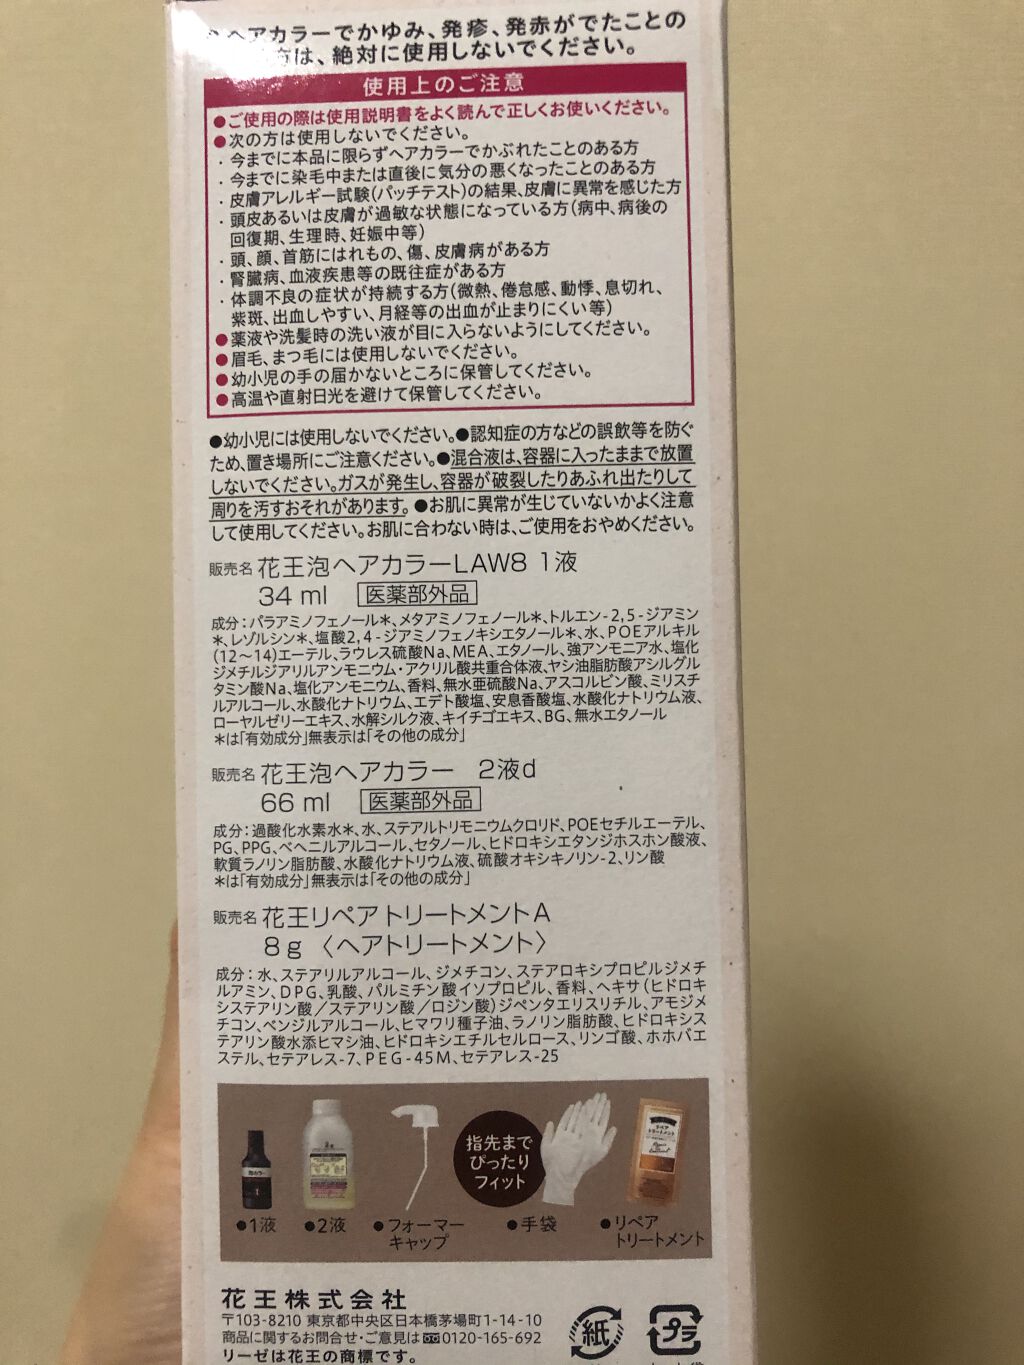 ヘアカラーでかゆみ、発疹、発赤がでたことの
方は、絶対に使用しないでください。
使用上のご注意
●ご使用の際は使用説明書をよく読んで正しくお使いください。
●次の方は使用しないでください。
・今までに本品に限らずヘアカラーでかぶれたことのある方
・今までに染毛中または直後に気分の悪くなったことのある方
・皮膚アレルギー試験(パッチテスト)の結果、皮膚に異常を感じた方
・頭皮あるいは皮膚が過敏な状態になっている方(病中、病後の
回復期、生理時、妊娠中等)
・頭、顔、首筋にはれもの、傷、皮膚病がある方
・腎臓病、血液疾患等の既往症がある方
・体調不良の症状が持続する方(微熱、倦怠感、動悸、息切れ、
紫斑、出血しやすい、月経等の出血が止まりにくい等)
●薬液や洗髪時の洗い液が目に入らないようにしてください。
●眉毛、まつ毛には使用しないでください。
●幼小児の手の届かないところに保管してください。
●高温や直射日光を避けて保管してください。
●幼小児には使用しないでください。●認知症の方などの誤飲等を防ぐ
ため、置き場所にご注意ください。●混合液は、容器に入ったままで放置
しないでください。ガスが発生し、容器が破裂したりあふれ出たりして
周りを汚すおそれがあります。●お肌に異常が生じていないかよく注意
して使用してください。お肌に合わない時は、ご使用をおやめください。
販売名 花王泡ヘアカラーLAW8 1液
34 ml 医薬部外品
成分:パラアミノフェノール*、メタアミノフェノール*、トルエン-2,5-ジアミン
*、レゾルシン*、塩酸2,4-ジアミノフェノキシエタノール*、水、POEアルキル
(12～14)エーテル、ラウレス硫酸Na、MEA、エタノール、強アンモニア水、塩化
ジメチルジアリルアンモニウム・アクリル酸共重合体液、ヤシ油脂肪酸アシルグル
タミン酸Na、塩化アンモニウム、香料、無水亜硫酸Na、アスコルビン酸、ミリスチ
ルアルコール、水酸化ナトリウム、エデト酸塩、安息香酸塩、水酸化ナトリウム液、
ローヤルゼリーエキス、水解シルク液、キイチゴエキス、BG、無水エタノール
*は「有効成分」無表示は「その他の成分」
販売名 花王泡ヘアカラー 2液d
66 ml 医薬部外品
成分:過酸化水素水*、水、ステアルトリモニウムクロリド、POEセチルエーテル、
PG、PPG、ベヘニルアルコール、セタノール、ヒドロキシエタンジホスホン酸液、
軟質ラノリン脂肪酸、水酸化ナトリウム液、硫酸オキシキノリン-2、リン酸
*は「有効成分」無表示は「その他の成分」
販売名 花王リペアトリートメントA
8g 〈ヘアトリートメント〉
成分:水、ステアリルアルコール、ジメチコン、ステアロキシプロピルジメチ
ルアミン、DPG、乳酸、パルミチン酸イソプロピル、香料、ヘキサ(ヒドロキ
システアリン酸／ステアリン酸／ロジン酸)ジペンタエリスリチル、アモジメ
チコン、ベンジルアルコール、ヒマワリ種子油、ラノリン脂肪酸、ヒドロキシス
テアリン酸水添ヒマシ油、ヒドロキシエチルセルロース、リンゴ酸、ホホバエ
ステル、セテアレス-7、PEG-45M、セテアレス-25
指先まで
ぴったり
フィット
リペア
トリートメント
●1液 ●2液 ●フォーマー
キャップ
●手袋 ●リペア
トリートメント
花王株式会社
〒103-8210 東京都中央区日本橋茅場町1-14-10
商品に関するお問合せ・ご意見は 0120-165-692
リーゼは花王の商標です。
紙
プラ